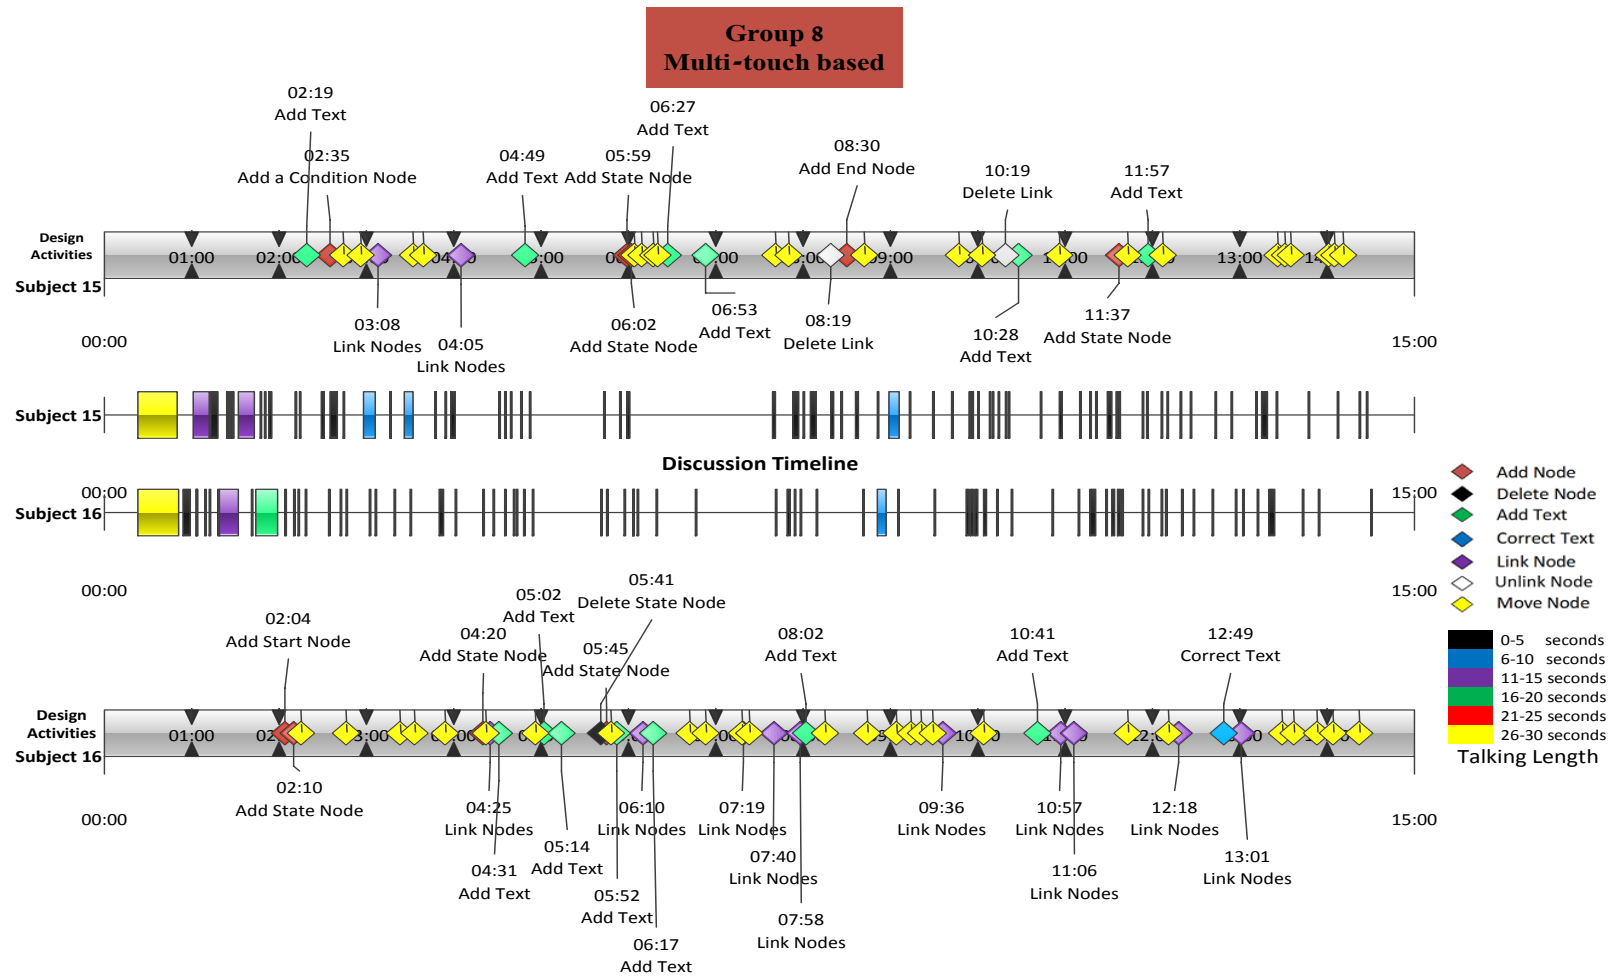 Group 8
Multi-touch based
02:19
Add Text
02:35
Add a Condition Node
04:49
Add Text
05:59
Add State Node
06:27
Add Text
08:30
Add End Node
10:19
Delete Link
11:57
Add Text
Design
Activities
01:00
09:00
13:00
Subject 15
03:08
Link Nodes
04:05
Link Nodes
06:02
Add State Node
06:53
Add Text
08:19
Delete Link
10:28
Add Text
11:37
Add State Node
00:00
15:00
Subject 15
Discussion Timeline
00:00
15:00
Subject 16
00:00
15:00
Add Node
Delete Node
Add Text
Correct Text
Link Node
Unlink Node
Move Node
0-5 seconds
6-10 seconds
11-15 seconds
16-20 seconds
21-25 seconds
26-30 seconds
Talking Length
02:04
Add Start Node
04:20
Add State Node
05:02
Add Text
05:41
Delete State Node
05:45
Add State Node
08:02
Add Text
10:41
Add Text
12:49
Correct Text
Design
Activities
01:00
Subject 16
02:10
Add State Node
04:25
Link Nodes
04:31
Add Text
05:14
Add Text
05:52
Add Text
06:10
Link Nodes
06:17
Add Text
07:19
Link Nodes
07:40
Link Nodes
07:58
Link Nodes
09:36
Link Nodes
10:57
Link Nodes
11:06
Link Nodes
12:18
Link Nodes
13:01
Link Nodes
00:00
15:00